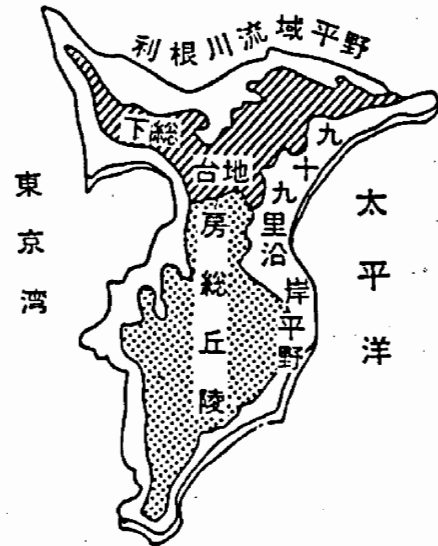 利根川流域平野
下総
台地
九十九里沿岸平野
房総丘陵
東京湾
太平洋